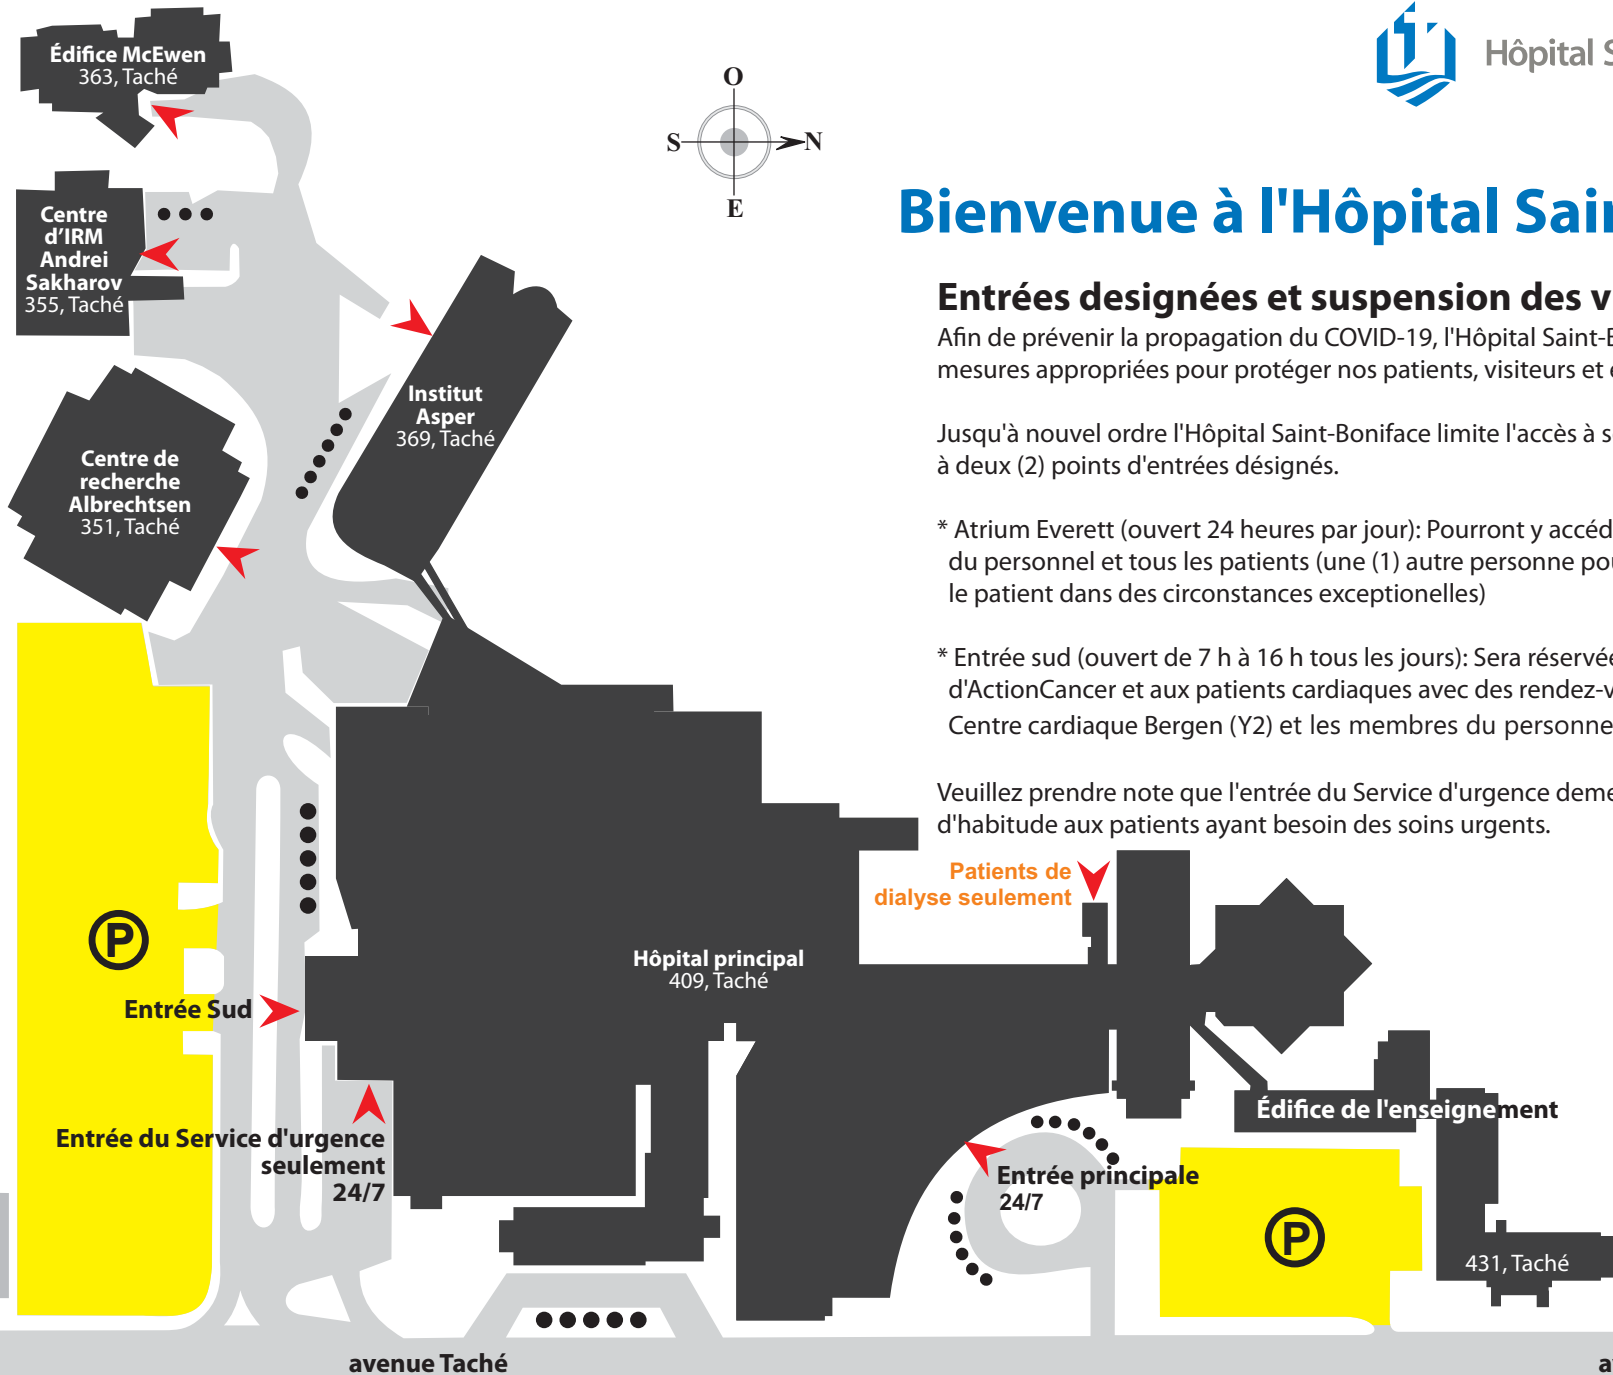 Édifice McEwen
363, Taché
O
S
N
E
Hôpital
Bienvenue à l'Hôpital
Centre
d'IRM
Andrei
Sakharov
355, Taché
Entrées designées et suspension des
Afin de prévenir la propagation du COVID-19, l'Hôpital
mesures appropriées pour protéger nos patients, visiteurs et
Jusqu'à nouvel ordre l'Hôpital Saint-Boniface limite l'accès à
à deux (2) points d'entrées désignés.
* Atrium Everett (ouvert 24 heures par jour): Pourront y
du personnel et tous les patients (une (1) autre personne
le patient dans des circonstances exceptionelles)
* Entrée sud (ouvert de 7 h à 16 h tous les jours): Sera
d'ActionCancer et aux patients cardiaques avec des
Centre cardiaque Bergen (Y2) et les membres du
Veuillez prendre note que l'entrée du Service d'urgence
d'habitude aux patients ayant besoin des soins urgents.
Institut
Asper
369, Taché
Centre de
recherche
Albrechtsen
351, Taché
Patients de
dialyse seulement
P
Hôpital principal
409, Taché
Entrée Sud
Entrée du Service d'urgence
seulement
24/7
Édifice de l'enseignement
Entrée principale
24/7
P
431, Taché
avenue Taché